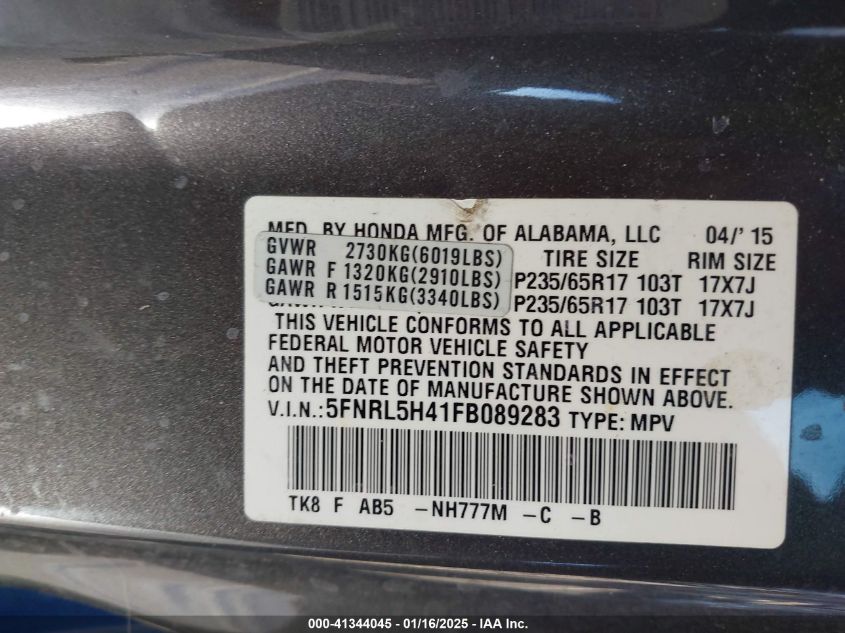 MFD. BY HONDA MFG. OF ALABAMA, LLC 04/' 15
GVWR 2730KG(6019LBS) TIRE SIZE RIM SIZE
GAWR F 1320KG(2910LBS) P235/65R17 103T 17X7J
GAWR R 1515KG(3340LBS) P235/65R17 103T 17X7J
THIS VEHICLE CONFORMS TO ALL APPLICABLE
FEDERAL MOTOR VEHICLE SAFETY
AND THEFT PREVENTION STANDARDS IN EFFECT
ON THE DATE OF MANUFACTURE SHOWN ABOVE.
V.I.N.:5FNRL5H41FB089283 TYPE: MPV
TK8 F AB5 -NH777M -C -B
000-41344045 - 01/16/2025 - IAA Inc.